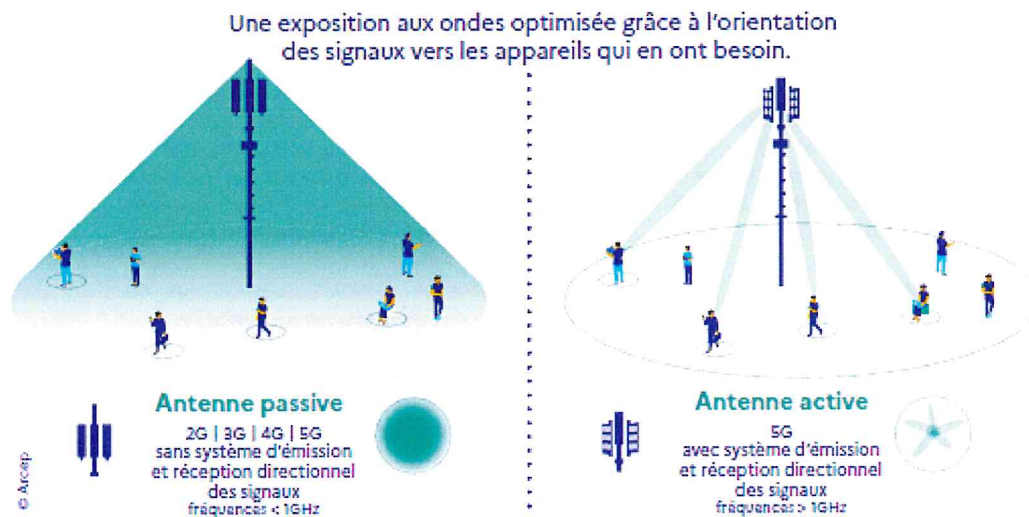 Une exposition aux ondes optimisée grâce à l'orientation
des signaux vers les appareils qui en ont besoin.
Antenne passive
2G | 3G | 4G | 5G
sans système d'émission
et réception directionnel
des signaux
fréquences < 1GHz
© Arcep
Antenne active
5G
avec système d'émission
et réception directionnel
des signaux
fréquences > 1GHz